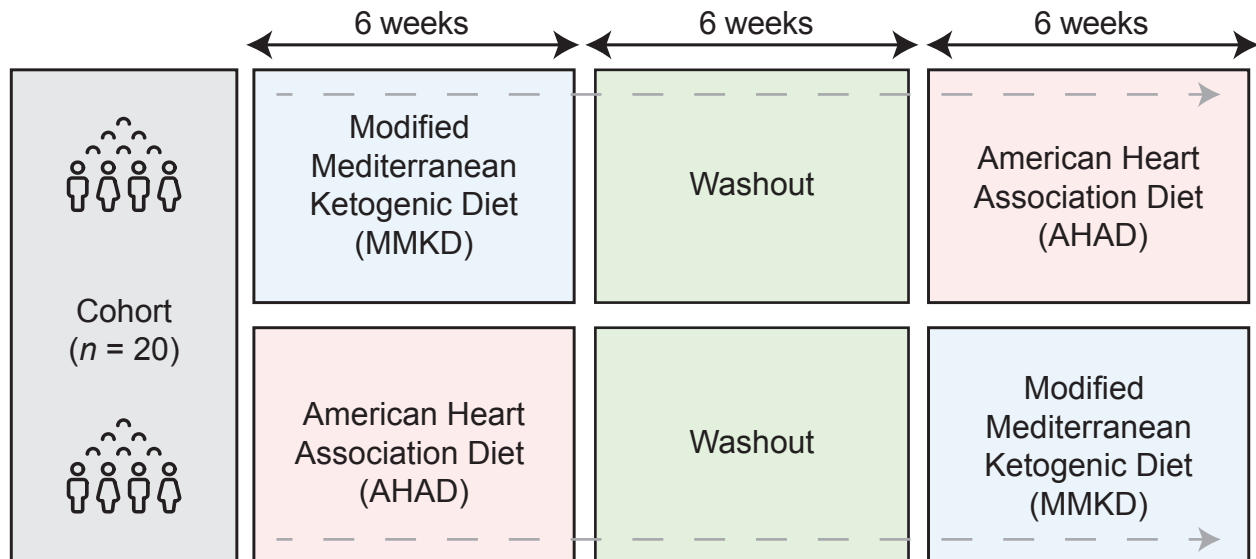 6 weeks
6 weeks
6 weeks
Cohort
(n = 20)
Modified
Mediterranean
Ketogenic Diet
(MMKD)
Washout
American Heart
Association Diet
(AHAD)
American Heart
Association Diet
(AHAD)
Washout
Modified
Mediterranean
Ketogenic Diet
(MMKD)